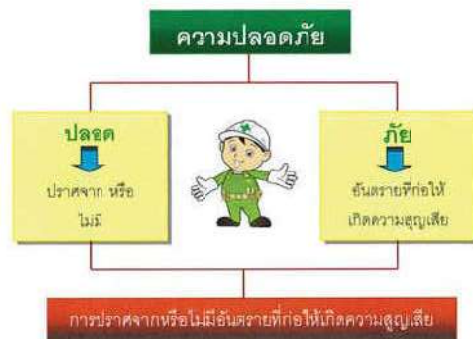 ความปลอดภัย
ปลอด
ปราศจาก หรือ
ไม่มี
ภัย
อันตรายที่ก่อให้
เกิดความสูญเสีย
การปราศจากหรือไม่มีอันตรายที่ก่อให้เกิดความสูญเสีย